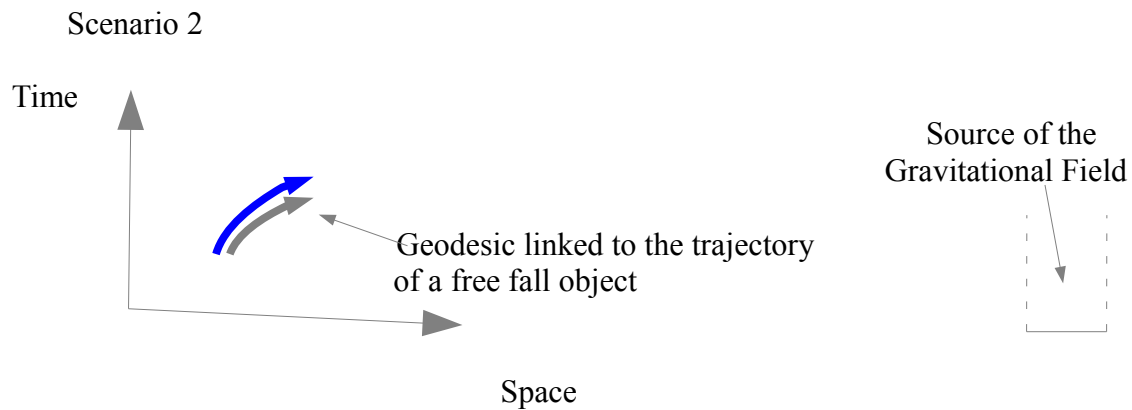 Scenario 2
Time
Source of the
Gravitational Field
Geodesic linked to the trajectory
of a free fall object
Space